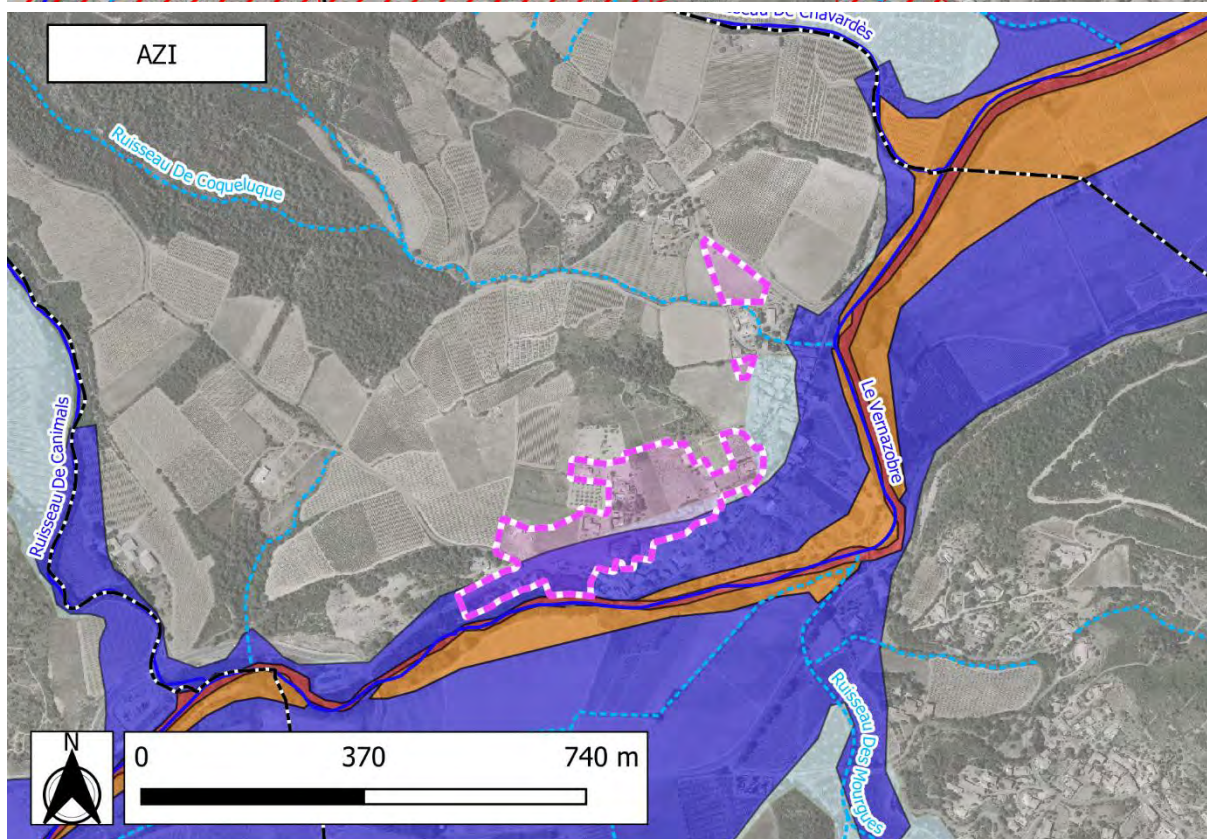 AZI
Ruisseau De Chavardès
Ruisseau De Coqueluque
Ruisseau De Canimals
Le Vernazobre
Ruisseau Des Mourgues
N
0 370 740 m